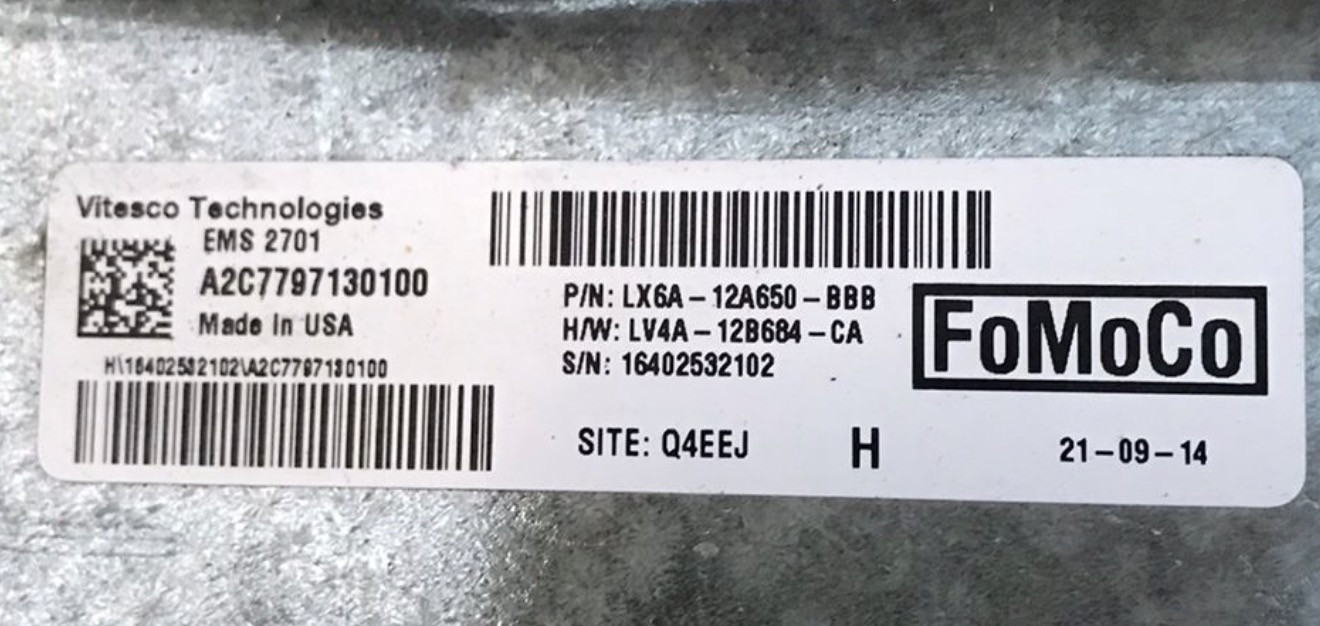 Vitesco Technologies
EMS 2701
A2C7797130100
Made In USA
H\16402532102\A2C7797130100
P/N: LX6A-12A650-BBB
H/W: LV4A-12B684-CA
S/N: 16402532102
FoMoCo
SITE: Q4EEJ
H
21-09-14